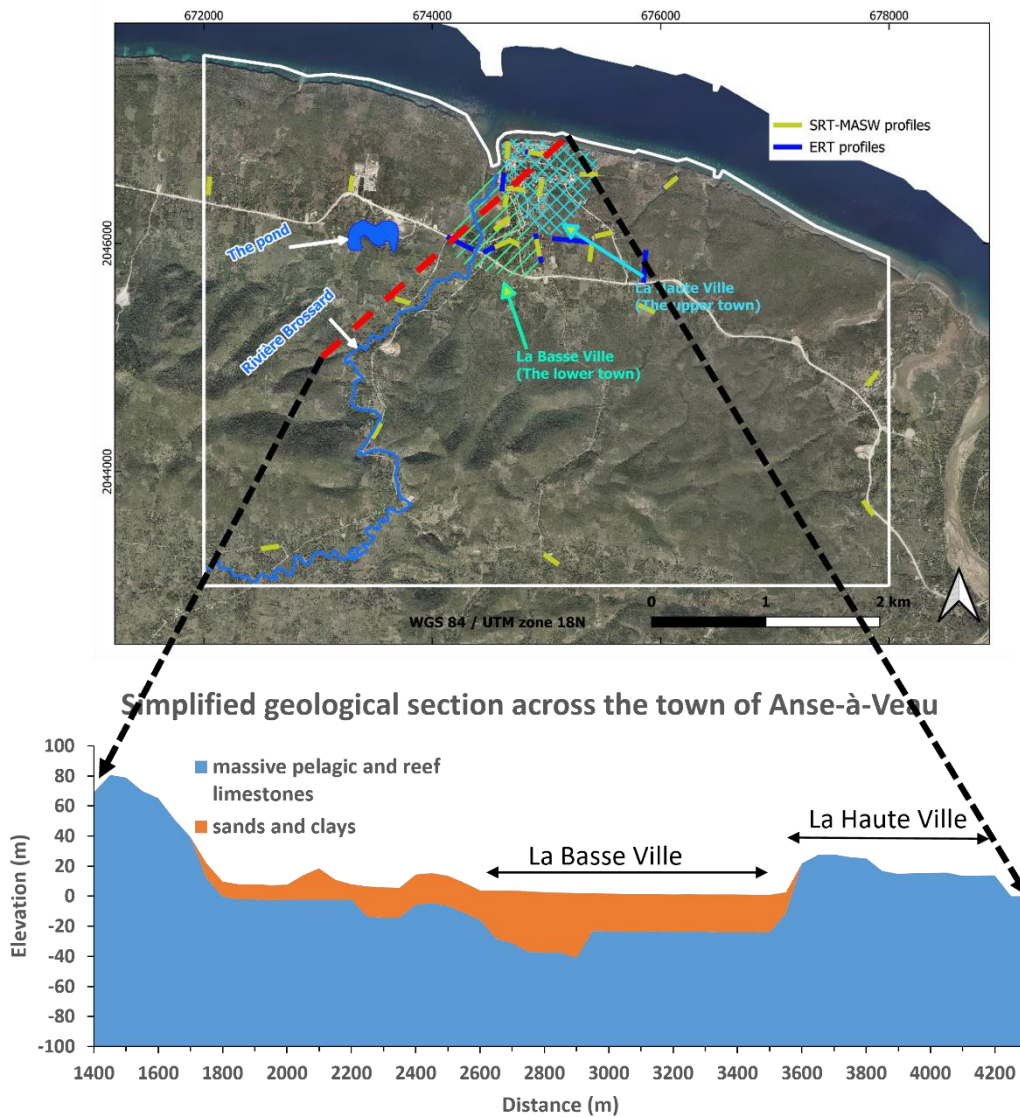 672000 674000 676000 678000
SRT-MASW profiles
ERT profiles
The pond
2046000
La Haute Ville
(The upper town)
Rivière Brossard
La Basse Ville
(The lower town)
2044000
0 1 2 km
WGS 84 / UTM zone 18N
Simplified geological section across the town of Anse-à-Veau
massive pelagic and reef
limestones
sands and clays
La Haute Ville
La Basse Ville
Elevation (m)
100
80
60
40
20
0
-20
-40
-60
-80
-100
1400 1600 1800 2000 2200 2400 2600 2800 3000 3200 3400 3600 3800 4000 4200
Distance (m)